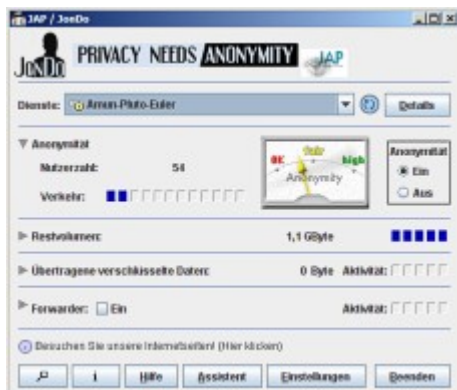 JAP / JonDo
JonDo PRIVACY NEEDS ANONYMITY JAP
Dienste: Amun-Pluto-Euler Details
Anonymität
Nutzerzahl: 54
Verkehr:
0K fair high
Anonymity
Anonymität
Ein
Aus
Restvolumen: 1,1 GByte
Übertragene verschlüsselte Daten: 0 Byte Aktivität:
Forwarder: Ein Aktivität:
Besuchen Sie unsere Internetseiten! (Hier klicken)
i Hilfe Assistent Einstellungen Beenden